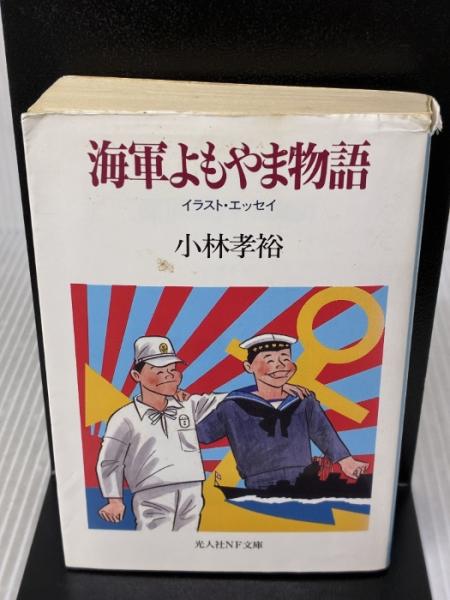 海軍よもやま物語
イラスト・エッセイ
小林孝裕
光人社NF文庫